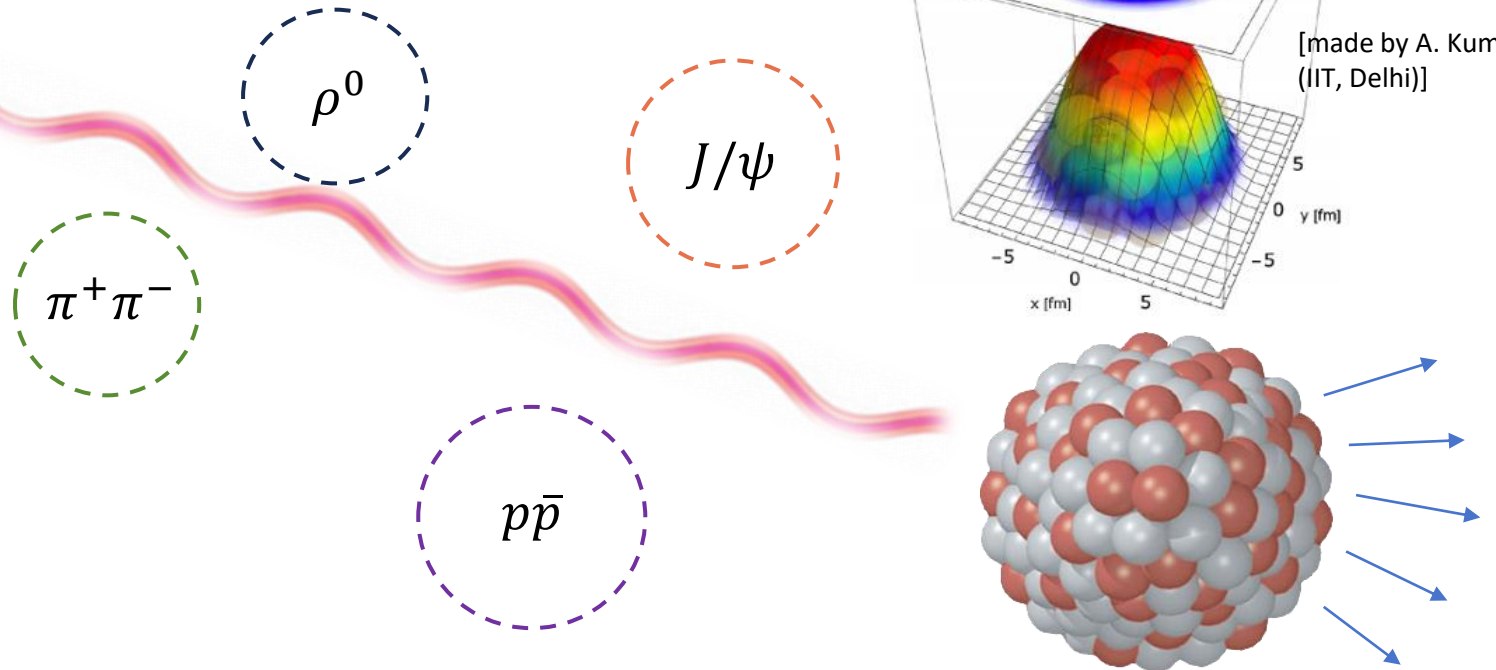 ρ⁰
J/ψ
π⁺π⁻
pp̄
[made by A. Kum
(IIT, Delhi)]
5
0
y [fm]
−5
−5
0
5
x [fm]